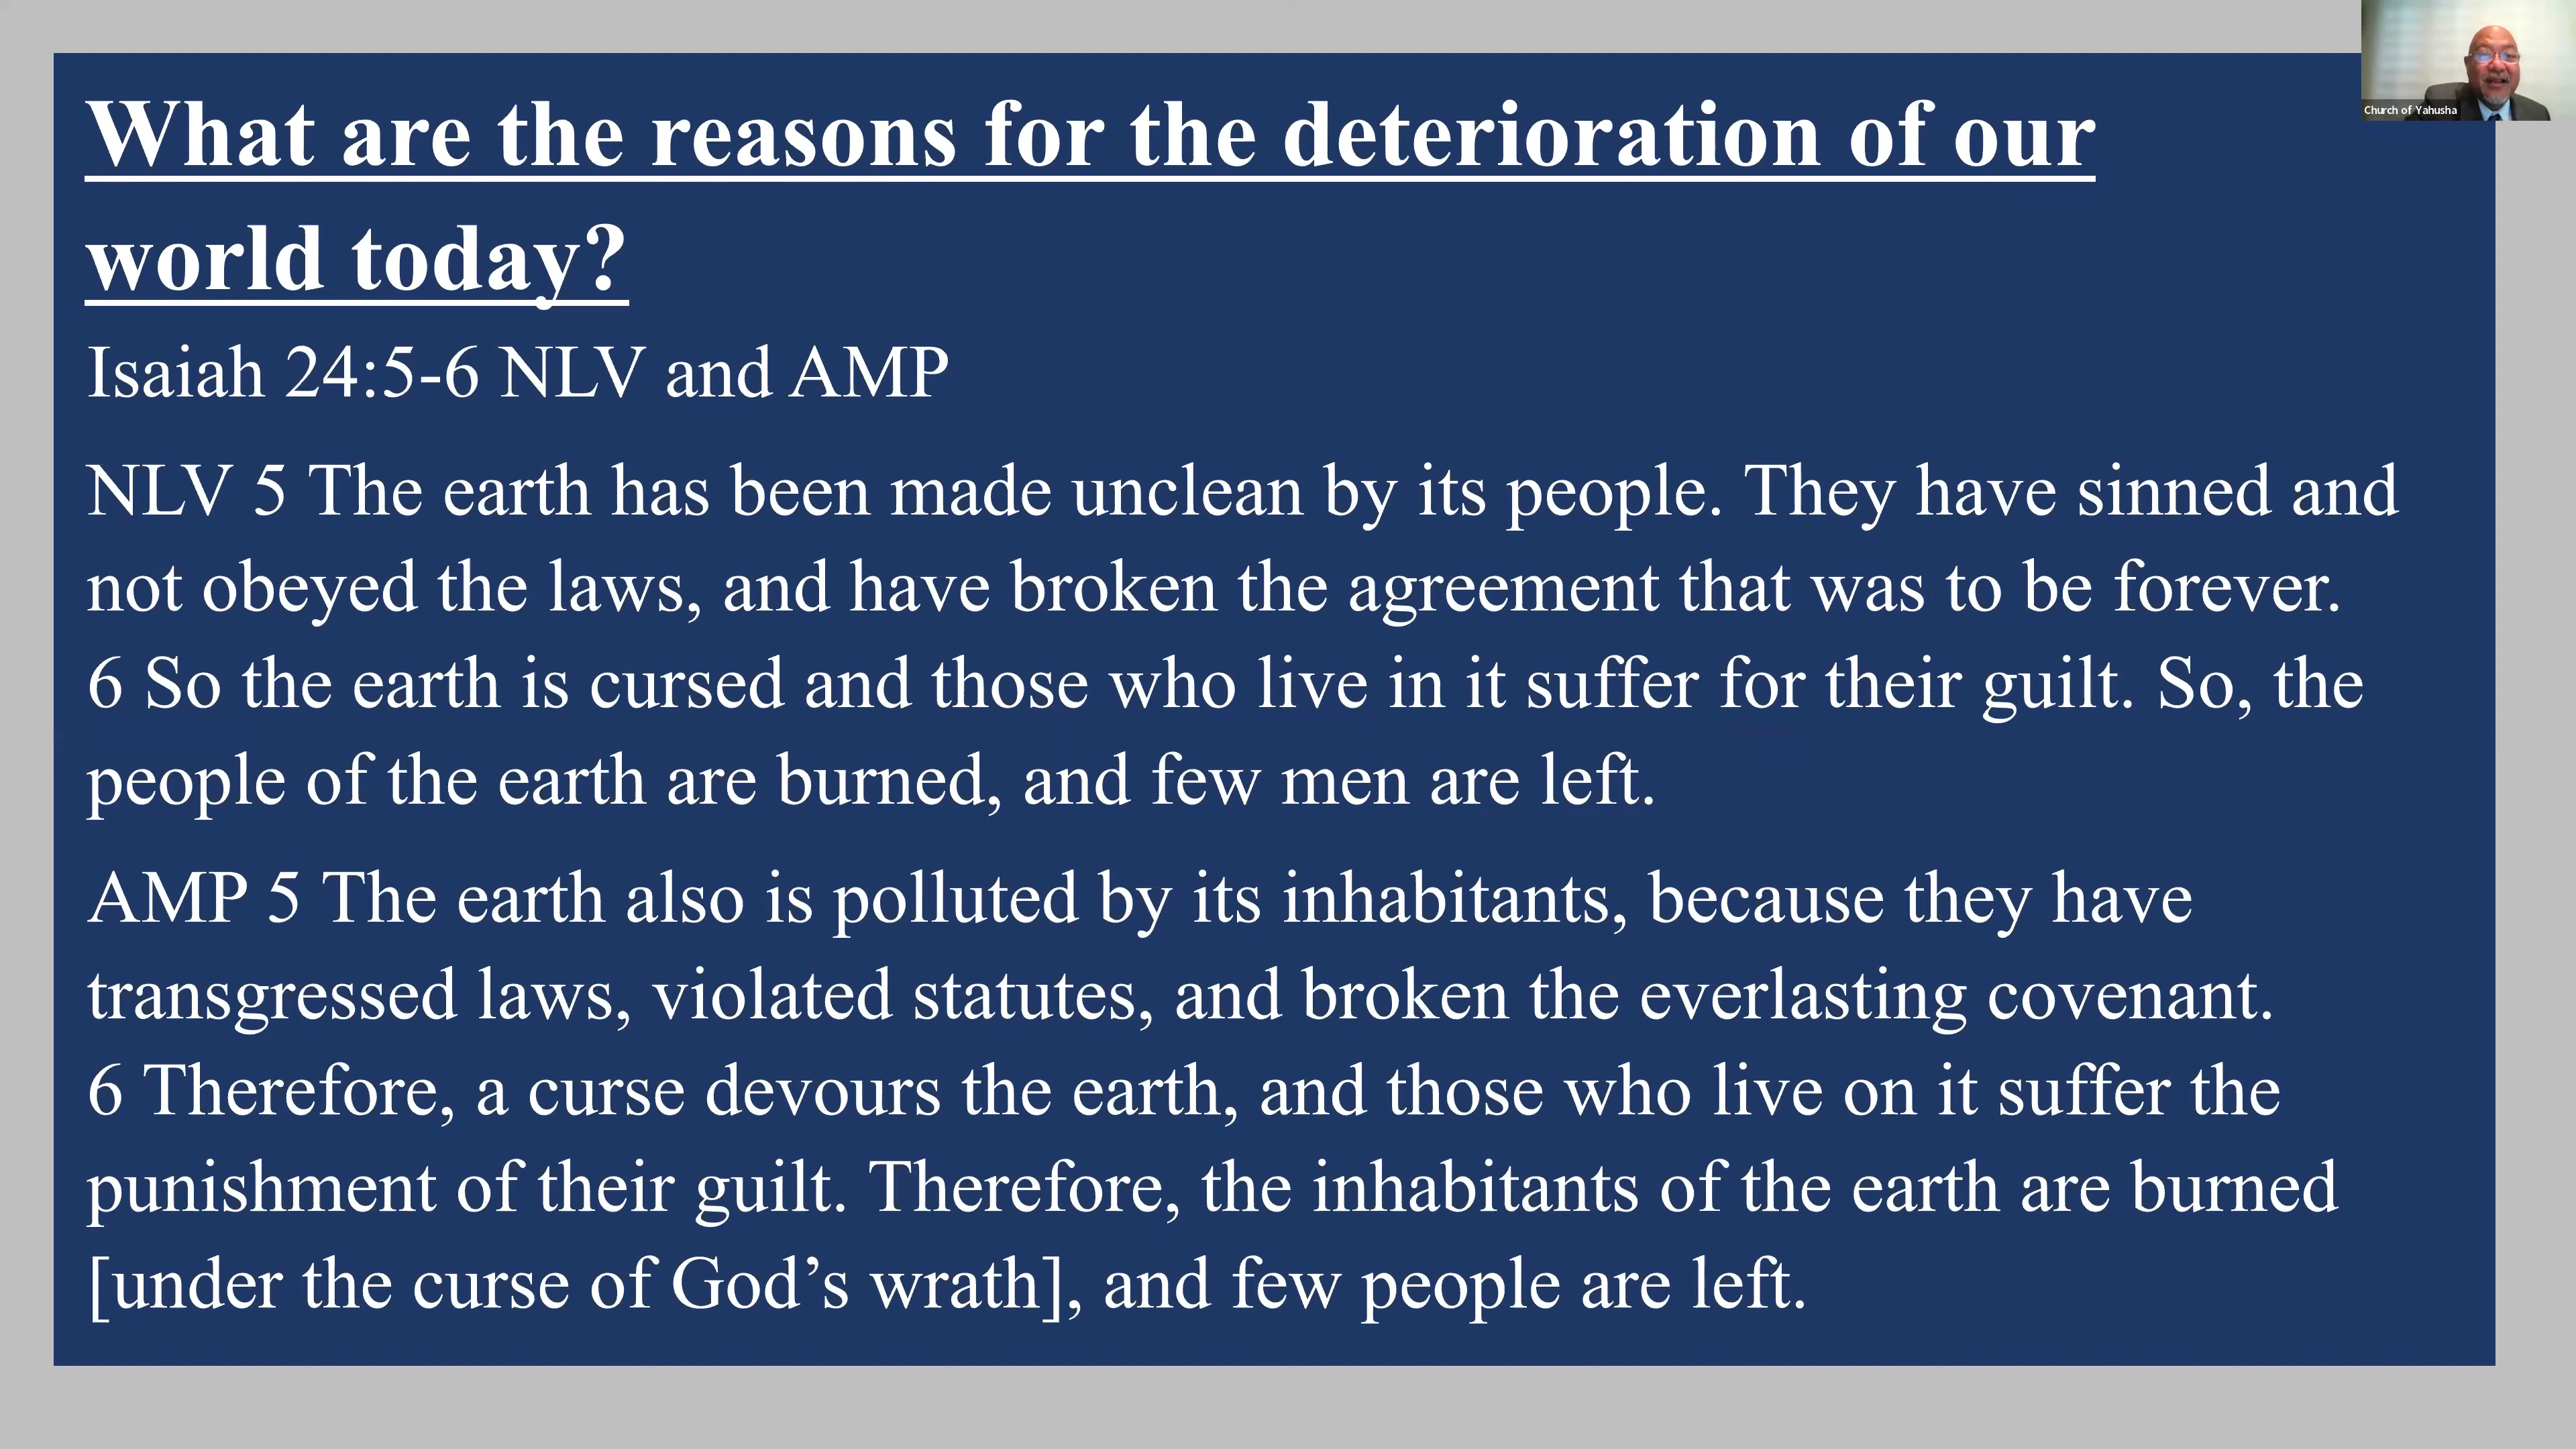 What are the reasons for the deterioration of our
world today?
Isaiah 24:5-6 NLV and AMP
NLV 5 The earth has been made unclean by its people. They have sinned and
not obeyed the laws, and have broken the agreement that was to be forever.
6 So the earth is cursed and those who live in it suffer for their guilt. So, the
people of the earth are burned, and few men are left.
AMP 5 The earth also is polluted by its inhabitants, because they have
transgressed laws, violated statutes, and broken the everlasting covenant.
6 Therefore, a curse devours the earth, and those who live on it suffer the
punishment of their guilt. Therefore, the inhabitants of the earth are burned
[under the curse of God’s wrath], and few people are left.
Church of Yahusha